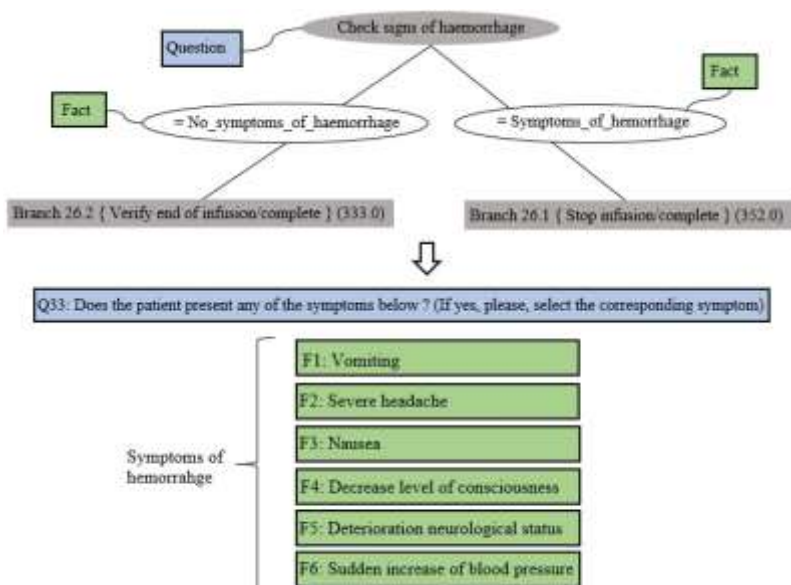 Check signs of haemorrhage
Question
Fact
Fact
= No_symptoms_of_haemorrhage
= Symptoms_of_hemorrhage
Branch 26.2 { Verify end of infusion/complete } (333.0)
Branch 26.1 { Stop infusion/complete } (352.0)
Q33: Does the patient present any of the symptoms below ? (If yes, please, select the corresponding symptom)
F1: Vomiting
F2: Severe headache
F3: Nausea
Symptoms of
hemorrahge
F4: Decrease level of consciousness
F5: Deterioration neurological status
F6: Sudden increase of blood pressure